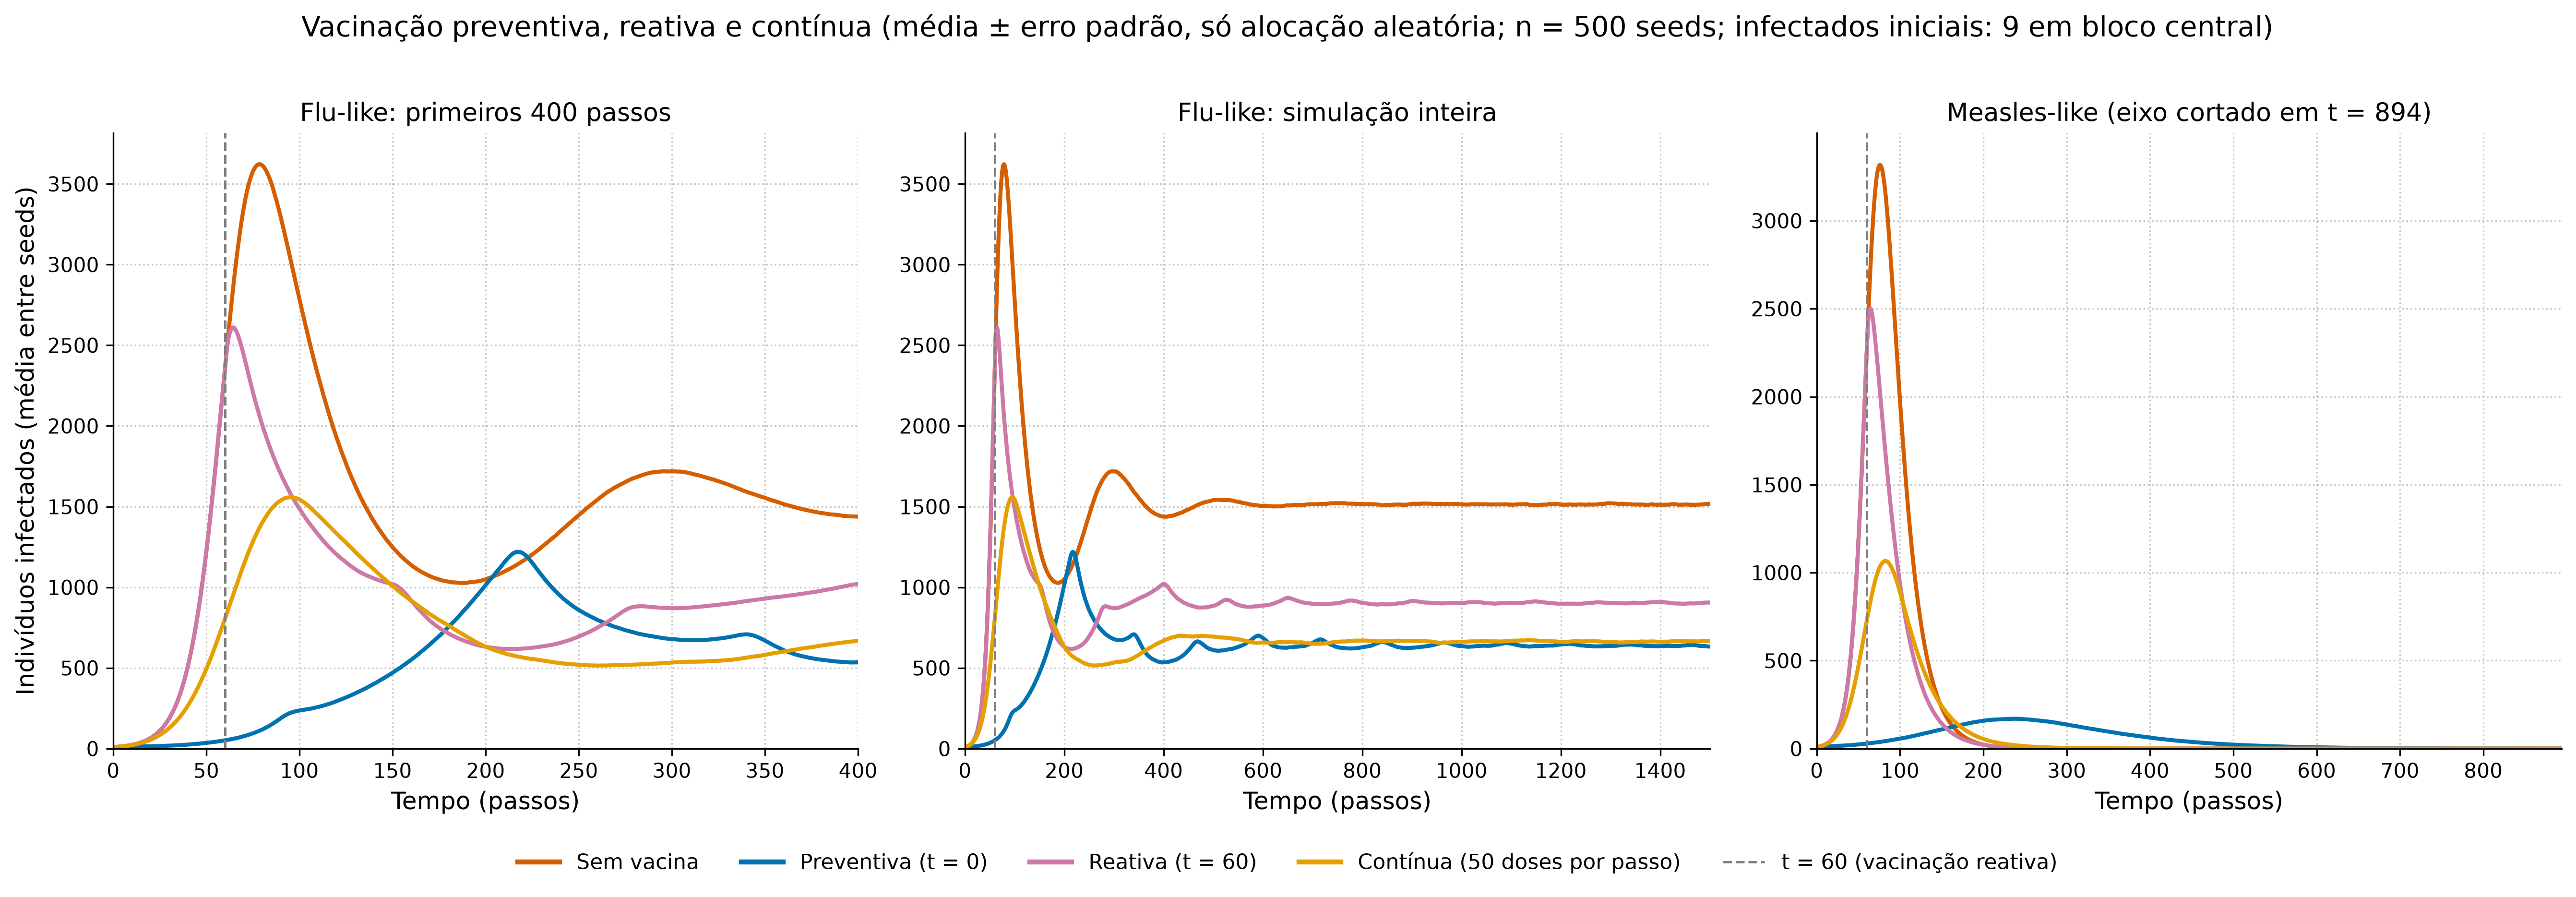 Vacinação preventiva, reativa e contínua (média ± erro padrão, só alocação aleatória; n = 500 seeds; infectados iniciais: 9 em bloco central)
Flu-like: primeiros 400 passos
Indivíduos infectados (média entre seeds)
3500
3000
2500
2000
1500
1000
500
0
0 50 100 150 200 250 300 350 400
Tempo (passos)
Flu-like: simulação inteira
3500
3000
2500
2000
1500
1000
500
0
0 200 400 600 800 1000 1200 1400
Tempo (passos)
Measles-like (eixo cortado em t = 894)
3000
2500
2000
1500
1000
500
0
0 100 200 300 400 500 600 700 800
Tempo (passos)
Sem vacina
Preventiva (t = 0)
Reativa (t = 60)
Contínua (50 doses por passo)
t = 60 (vacinação reativa)